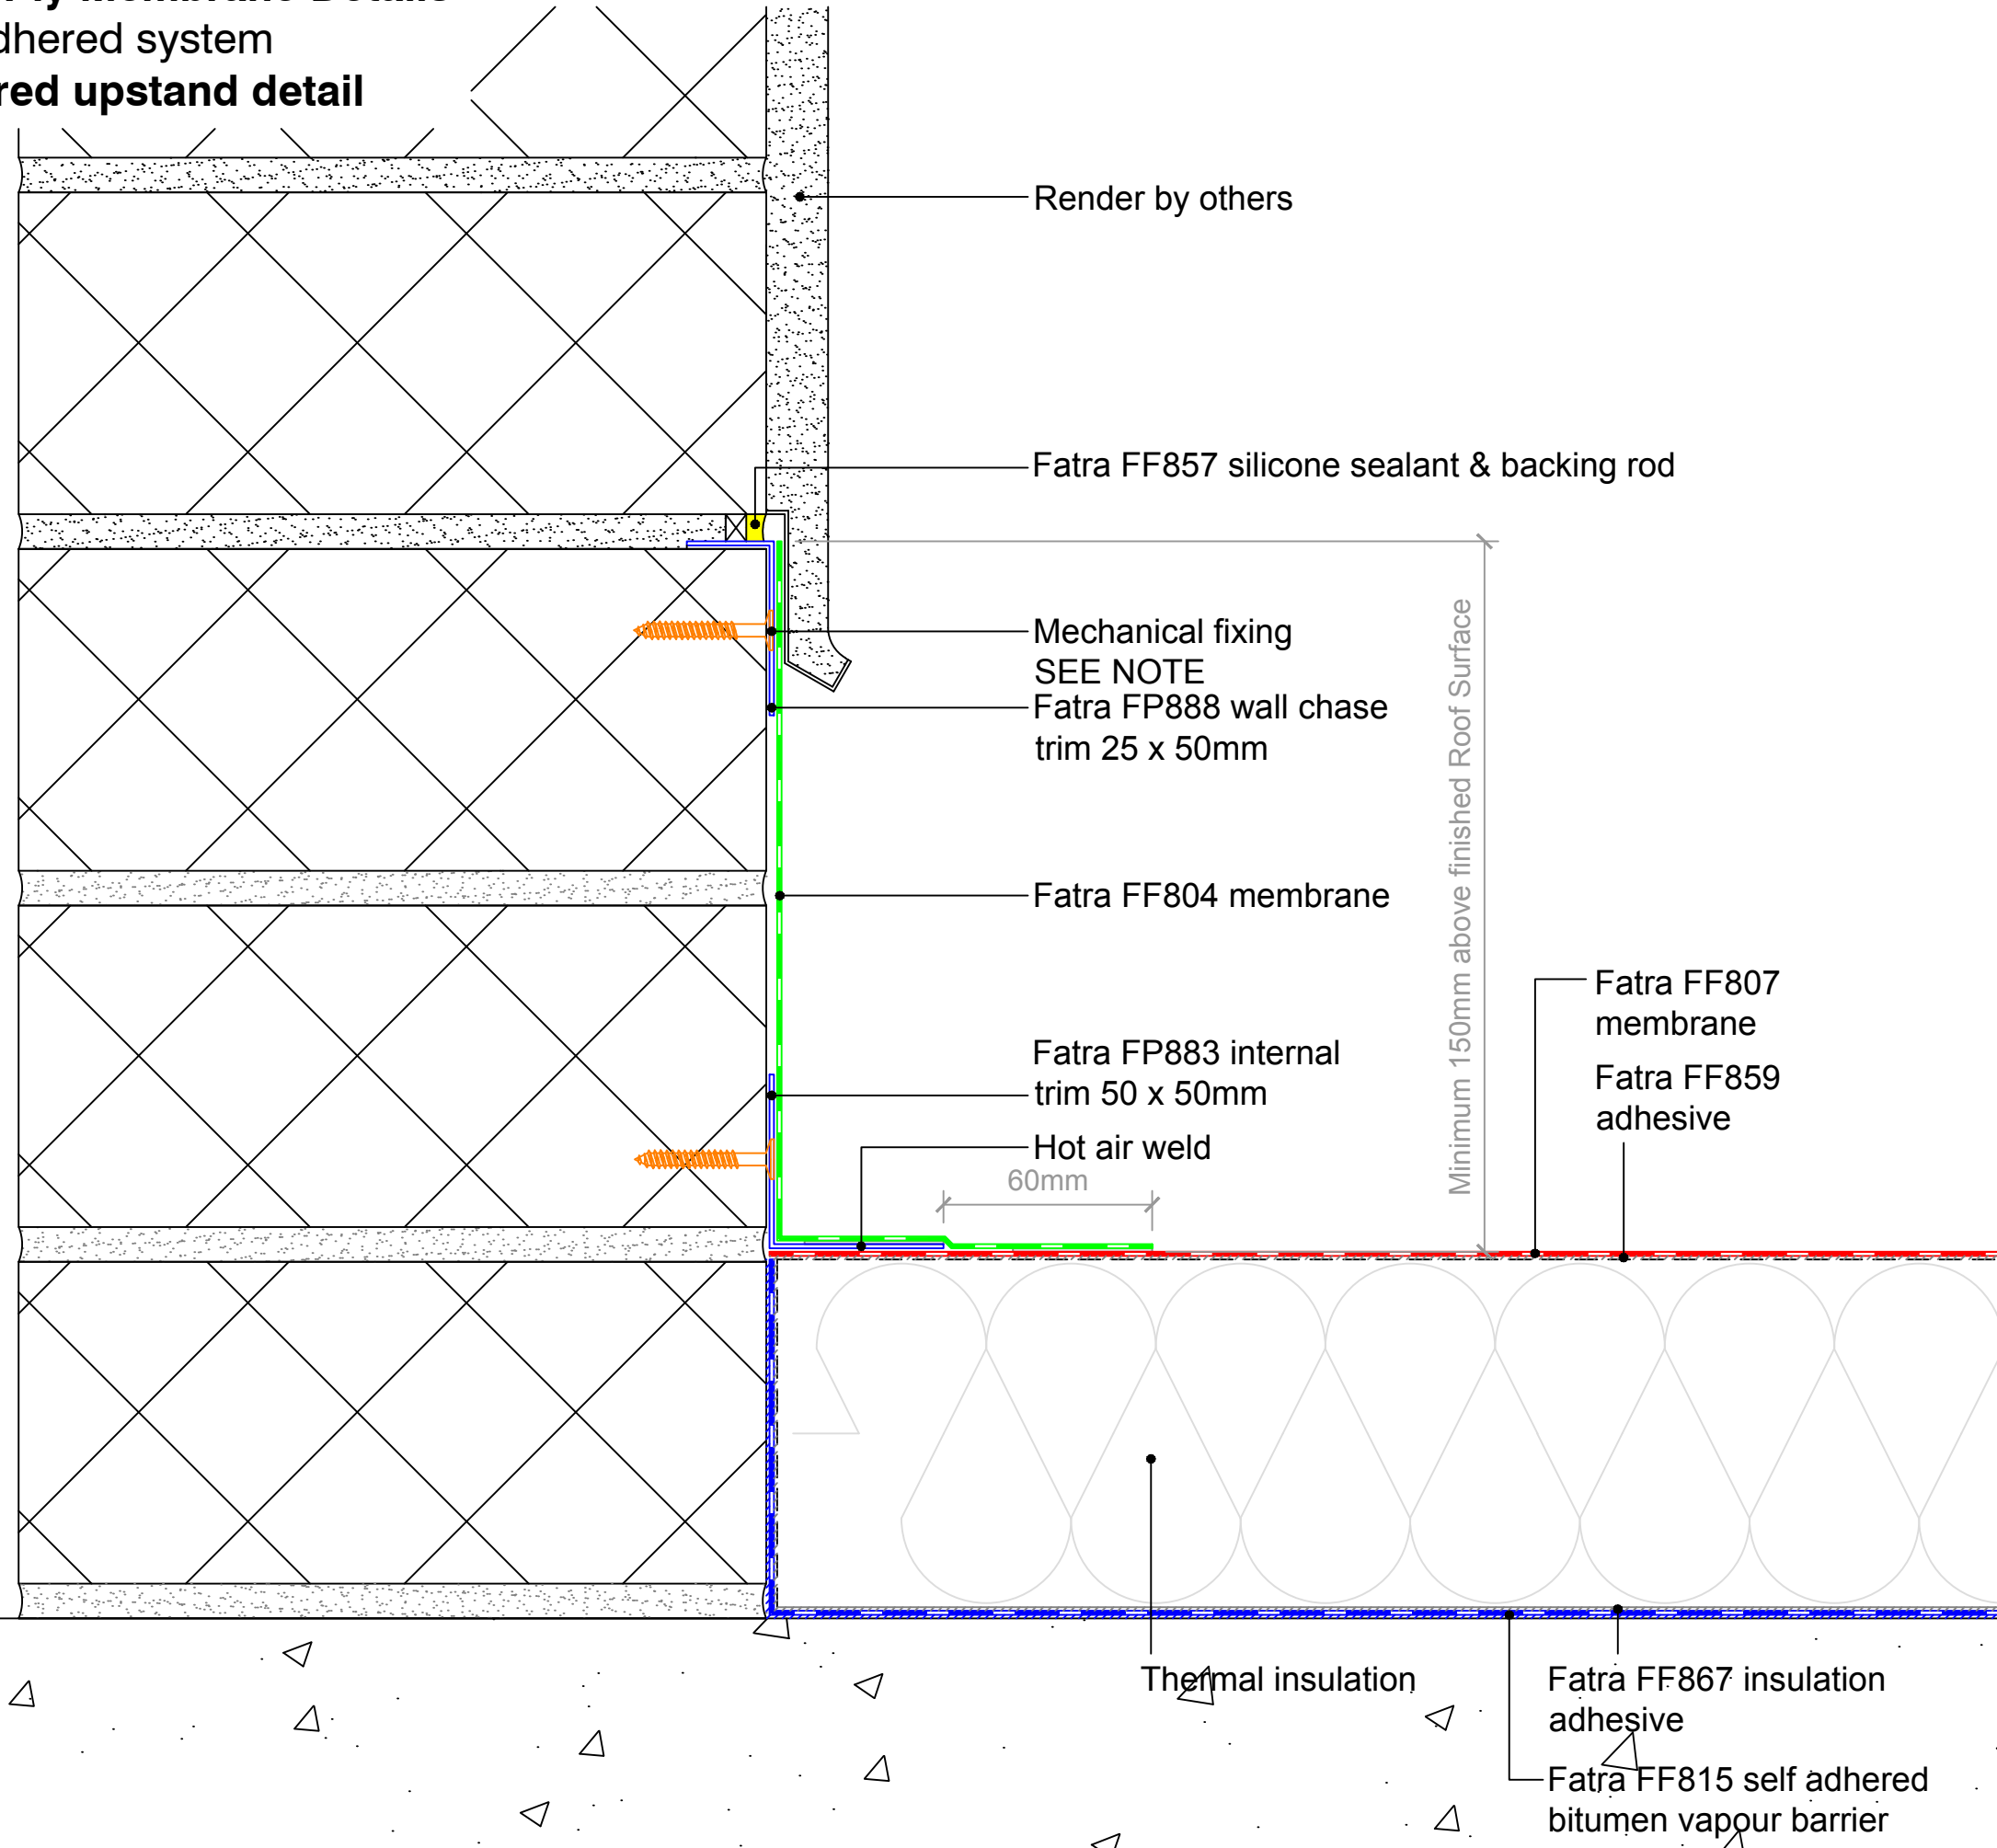 Membrane Details
dhered system
red upstand detail
Render by others
Fatra FF857 silicone sealant & backing rod
Mechanical fixing
SEE NOTE
Fatra FP888 wall chase
trim 25 x 50mm
Fatra FF804 membrane
Minimum 150mm above finished Roof Surface
Fatra FF807
membrane
Fatra FF859
adhesive
Fatra FP883 internal
trim 50 x 50mm
Hot air weld
60mm
Thermal insulation
Fatra FF867 insulation
adhesive
Fatra FF815 self adhered
bitumen vapour barrier